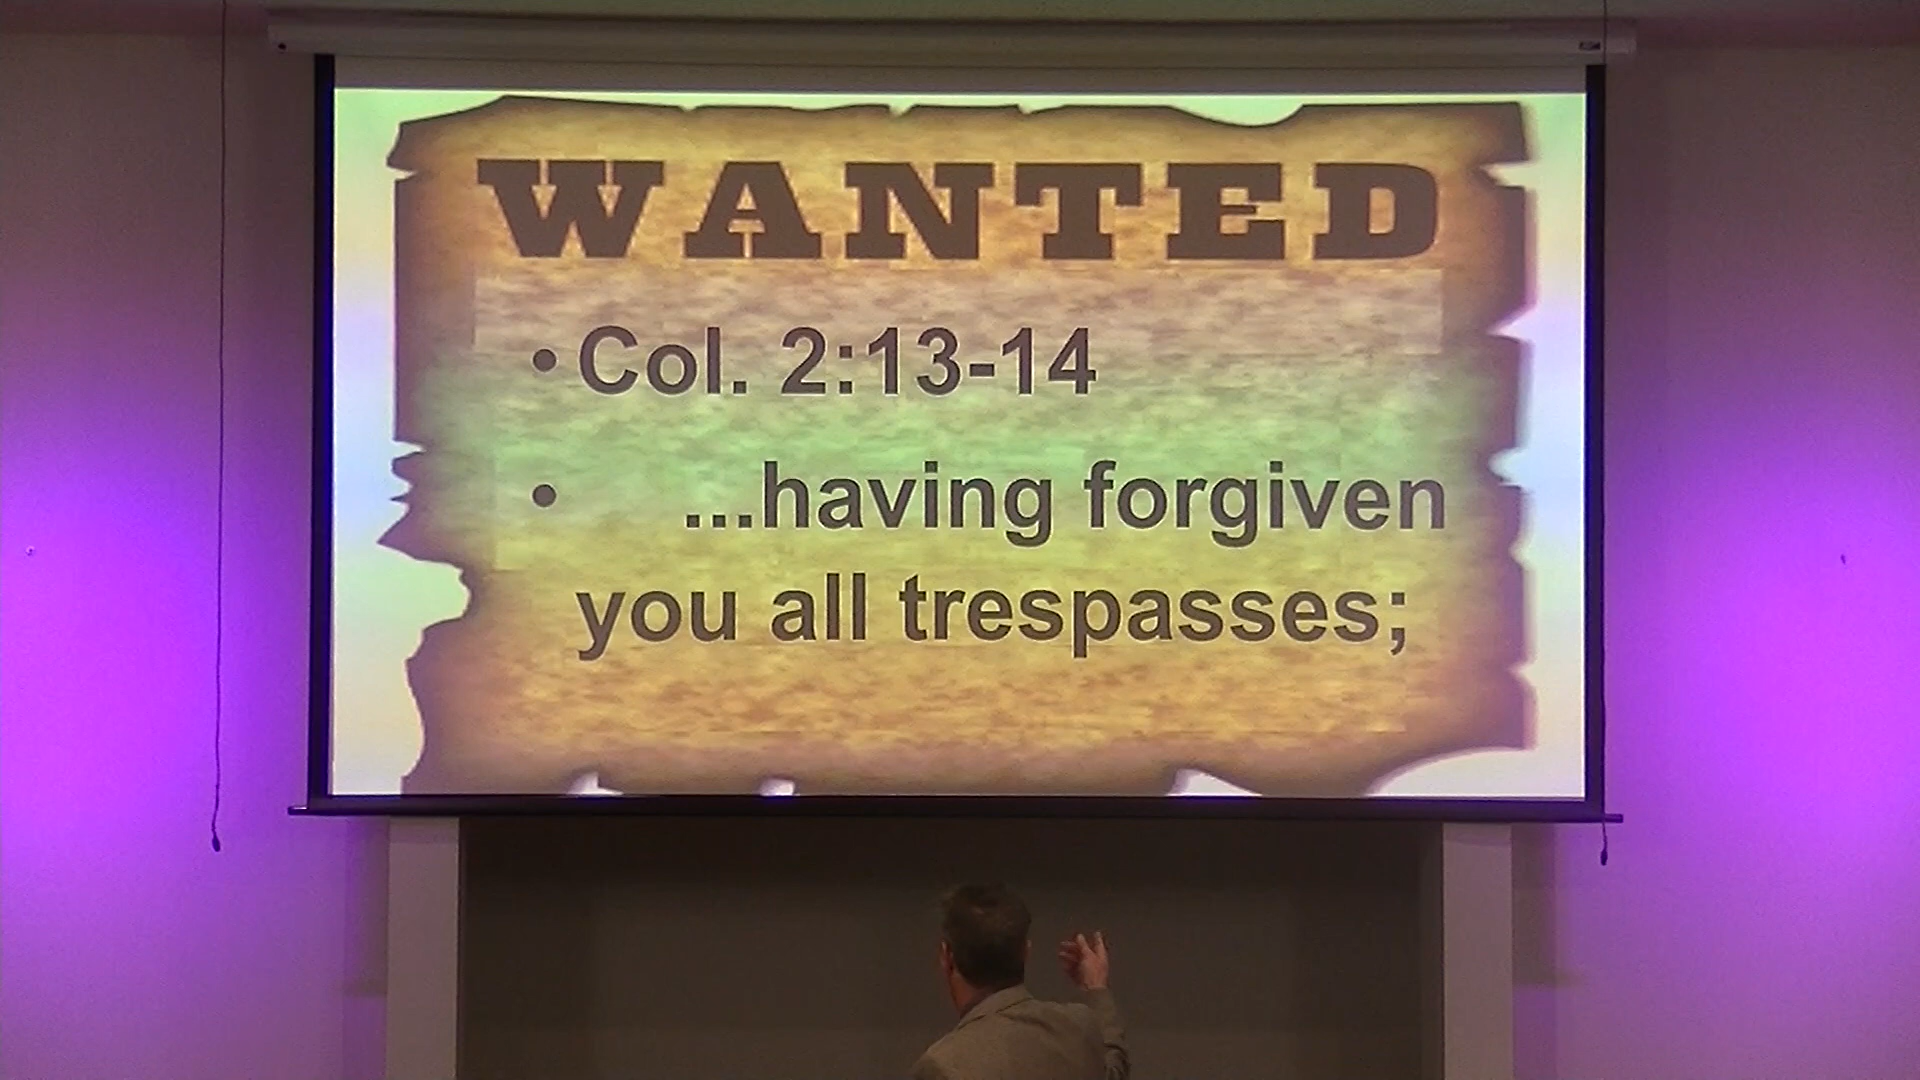 WANTED
•Col. 2:13-14
• ...having forgiven
you all trespasses;